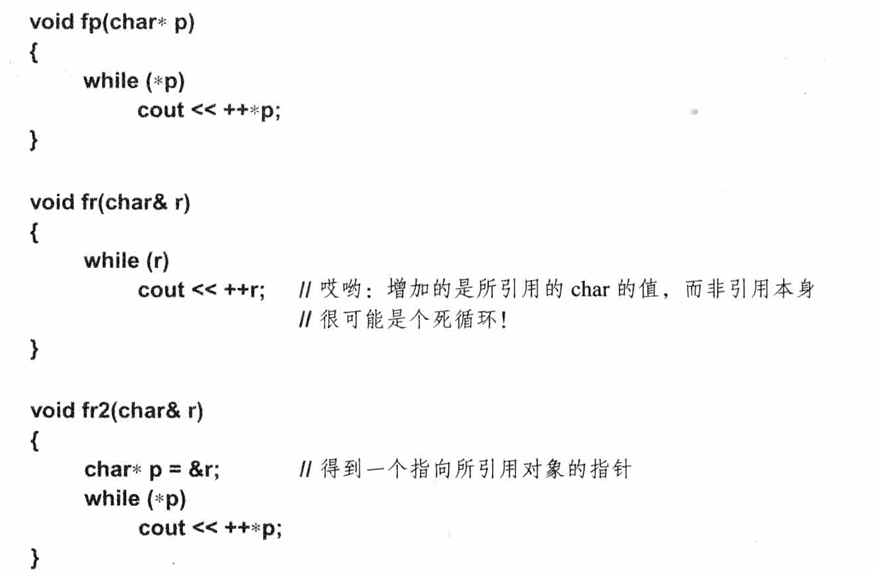 void fp(char* p)
{
while (*p)
cout << ++*p;
}
void fr(char& r)
{
while (r)
cout << ++r; // 哎哟：增加的是所引用的 char 的值，而非引用本身
// 很可能是个死循环！
}
void fr2(char& r)
{
char* p = &r; // 得到一个指向所引用对象的指针
while (*p)
cout << ++*p;
}